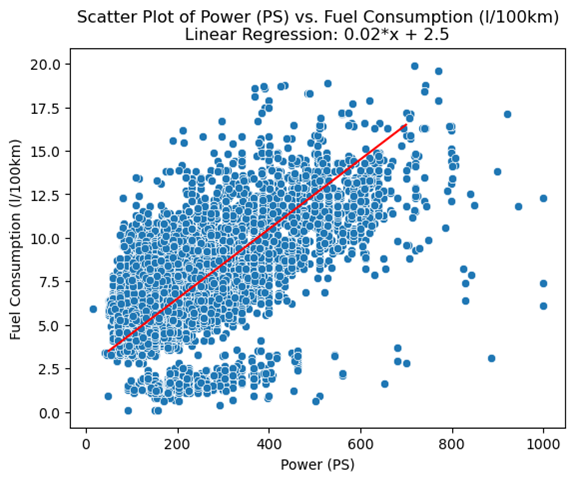 Scatter Plot of Power (PS) vs. Fuel Consumption (l/100km)
Linear Regression: 0.02*x + 2.5
20.0
17.5
15.0
12.5
10.0
7.5
5.0
2.5
0.0
Fuel Consumption (l/100km)
0 200 400 600 800 1000
Power (PS)